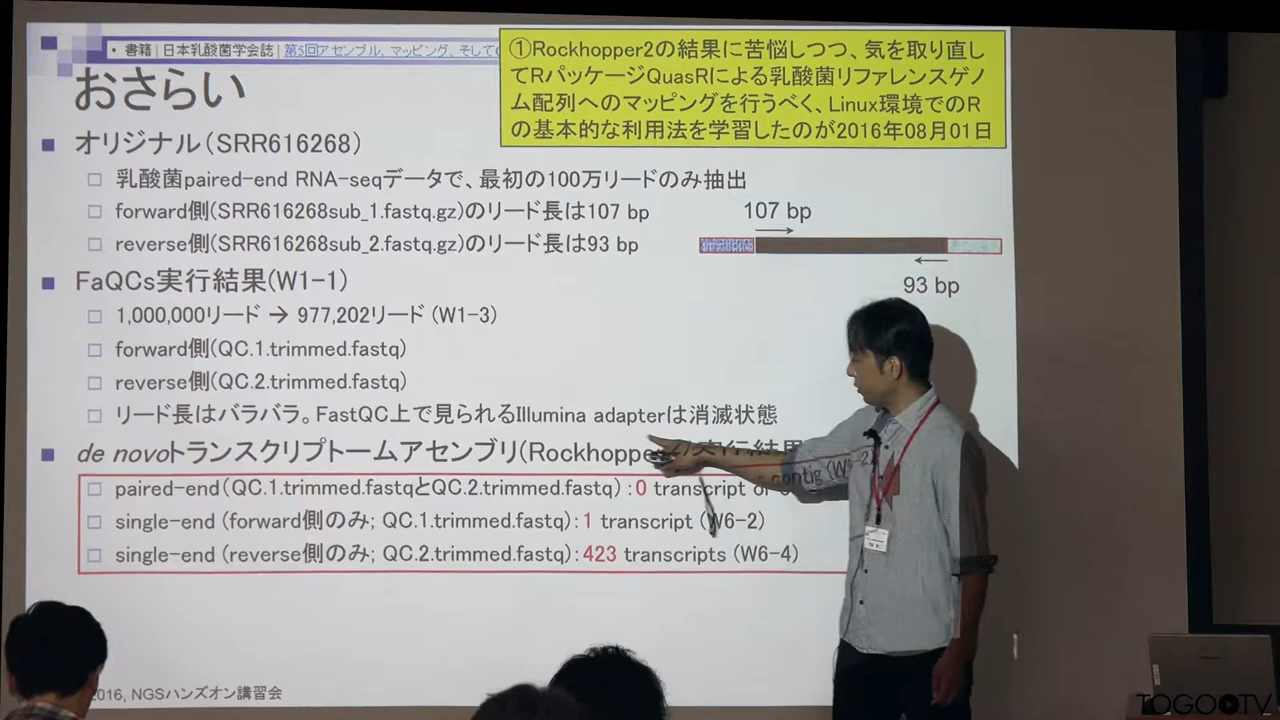 • 書籍 | 日本乳酸菌学会誌 | 第5回アセンブル、マッピング、そして
①Rockhopper2の結果に苦悩しつつ、気を取り直し
てRパッケージQuasRによる乳酸菌リファレンスゲノ
ム配列へのマッピングを行うべく、Linux環境でのR
の基本的な利用法を学習したのが2016年08月01日
おさらい
オリジナル(SRR616268)
乳酸菌paired-end RNA-seqデータで、最初の100万リードのみ抽出
forward側(SRR616268sub_1.fastq.gz)のリード長は107 bp
reverse側(SRR616268sub_2.fastq.gz)のリード長は93 bp
107 bp
93 bp
FaQCs実行結果(W1-1)
1,000,000リード → 977,202リード (W1-3)
forward側(QC.1.trimmed.fastq)
reverse側(QC.2.trimmed.fastq)
リード長はバラバラ。FastQC上で見られるIllumina adapterは消滅状態
de novoトランスクリプトームアセンブリ(Rockhopper2)実行結果
paired-end(QC.1.trimmed.fastqとQC.2.trimmed.fastq) :0 transcript or contig
single-end (forward側のみ; QC.1.trimmed.fastq):1 transcript (W6-2)
single-end (reverse側のみ; QC.2.trimmed.fastq):423 transcripts (W6-4)
2016, NGSハンズオン講習会
TOGOTV